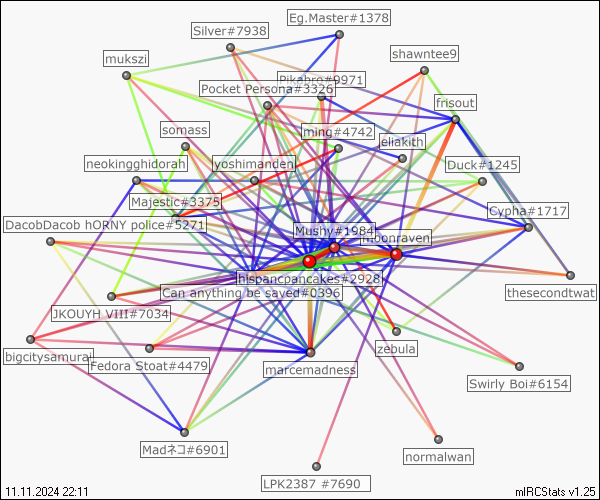 Eg.Master#1378
Silver#7938
shawntee9
mukszi
Pikabro#9971
Pocket Persona#3326
frisout
somass
ming#4742
eliakith
neokingghidorah
yoshimanden
Duck#1245
Majestic#3375
Cypha#1717
DacobDacob hORNY police#5271
Mushy#1984
Moonraven
hispancpancakes#2928
Can anything be saved#0396
thesecondtwat
JKOUYH VIII#7034
bigcitysamurai
zebula
Fedora Stoat#4479
marcemadness
Swirly Boi#6154
Madネコ#6901
normalwan
LPK2387 #7690
11.11.2024 22:11
mIRCStats v1.25